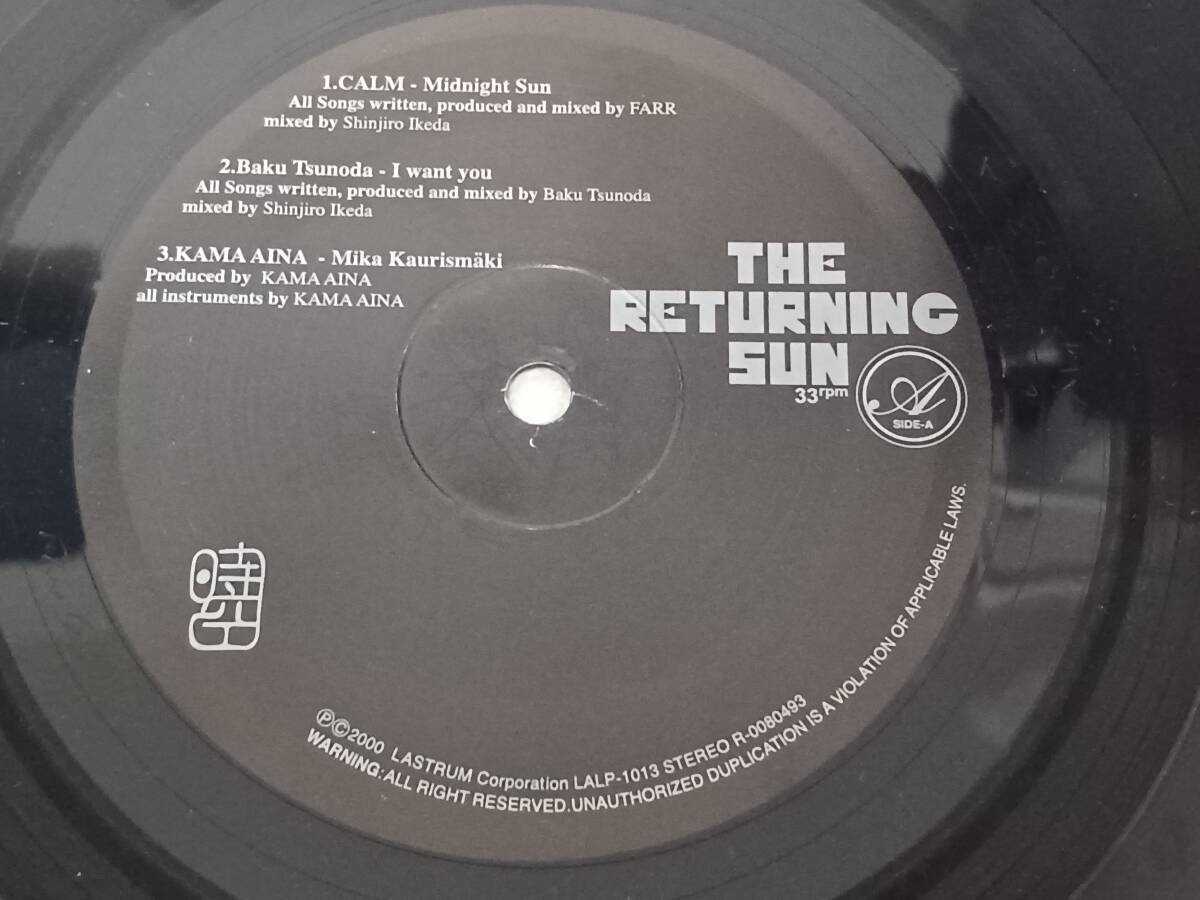 1.CALM - Midnight Sun
All Songs written, produced and mixed by FARR
mixed by Shinjiro Ikeda
2.Baku Tsunoda - I want you
All Songs written, produced and mixed by Baku Tsunoda
mixed by Shinjiro Ikeda
3.KAMA AINA - Mika Kaurismäki
Produced by KAMA AINA
all instruments by KAMA AINA
THE
RETURNING
SUN
33rpm
A
SIDE-A
ⓅⒸ2000 LASTRUM Corporation LALP-1013 STEREO R-0080493
WARNING:ALL RIGHT RESERVED.UNAUTHORIZED DUPLICATION IS A VIOLATION OF APPLICABLE LAWS.